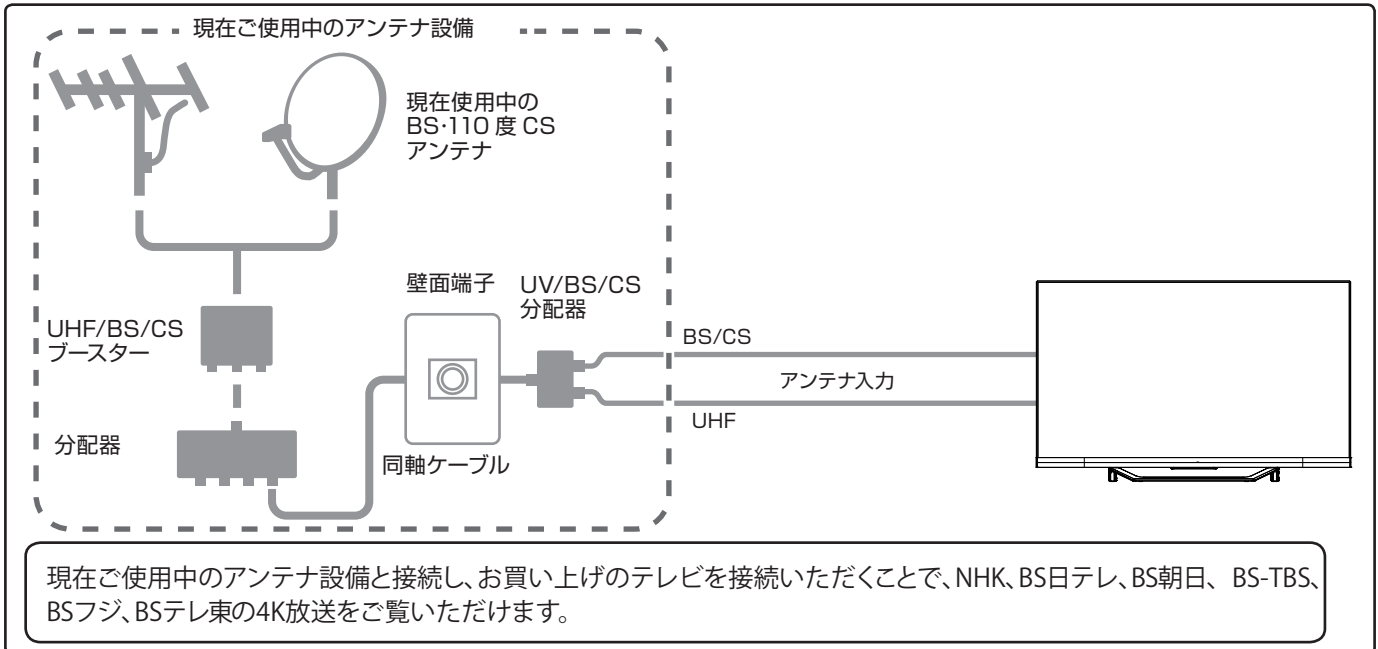 現在ご使用中のアンテナ設備
現在使用中の
BS·110 度 CS
アンテナ
壁面端子
UV/BS/CS
分配器
UHF/BS/CS
ブースター
BS/CS
アンテナ入力
UHF
分配器
同軸ケーブル
現在ご使用中のアンテナ設備と接続し、お買い上げのテレビを接続いただくことで、NHK、BS日テレ、BS朝日、 BS-TBS、
BSフジ、BSテレ東の4K放送をご覧いただけます。